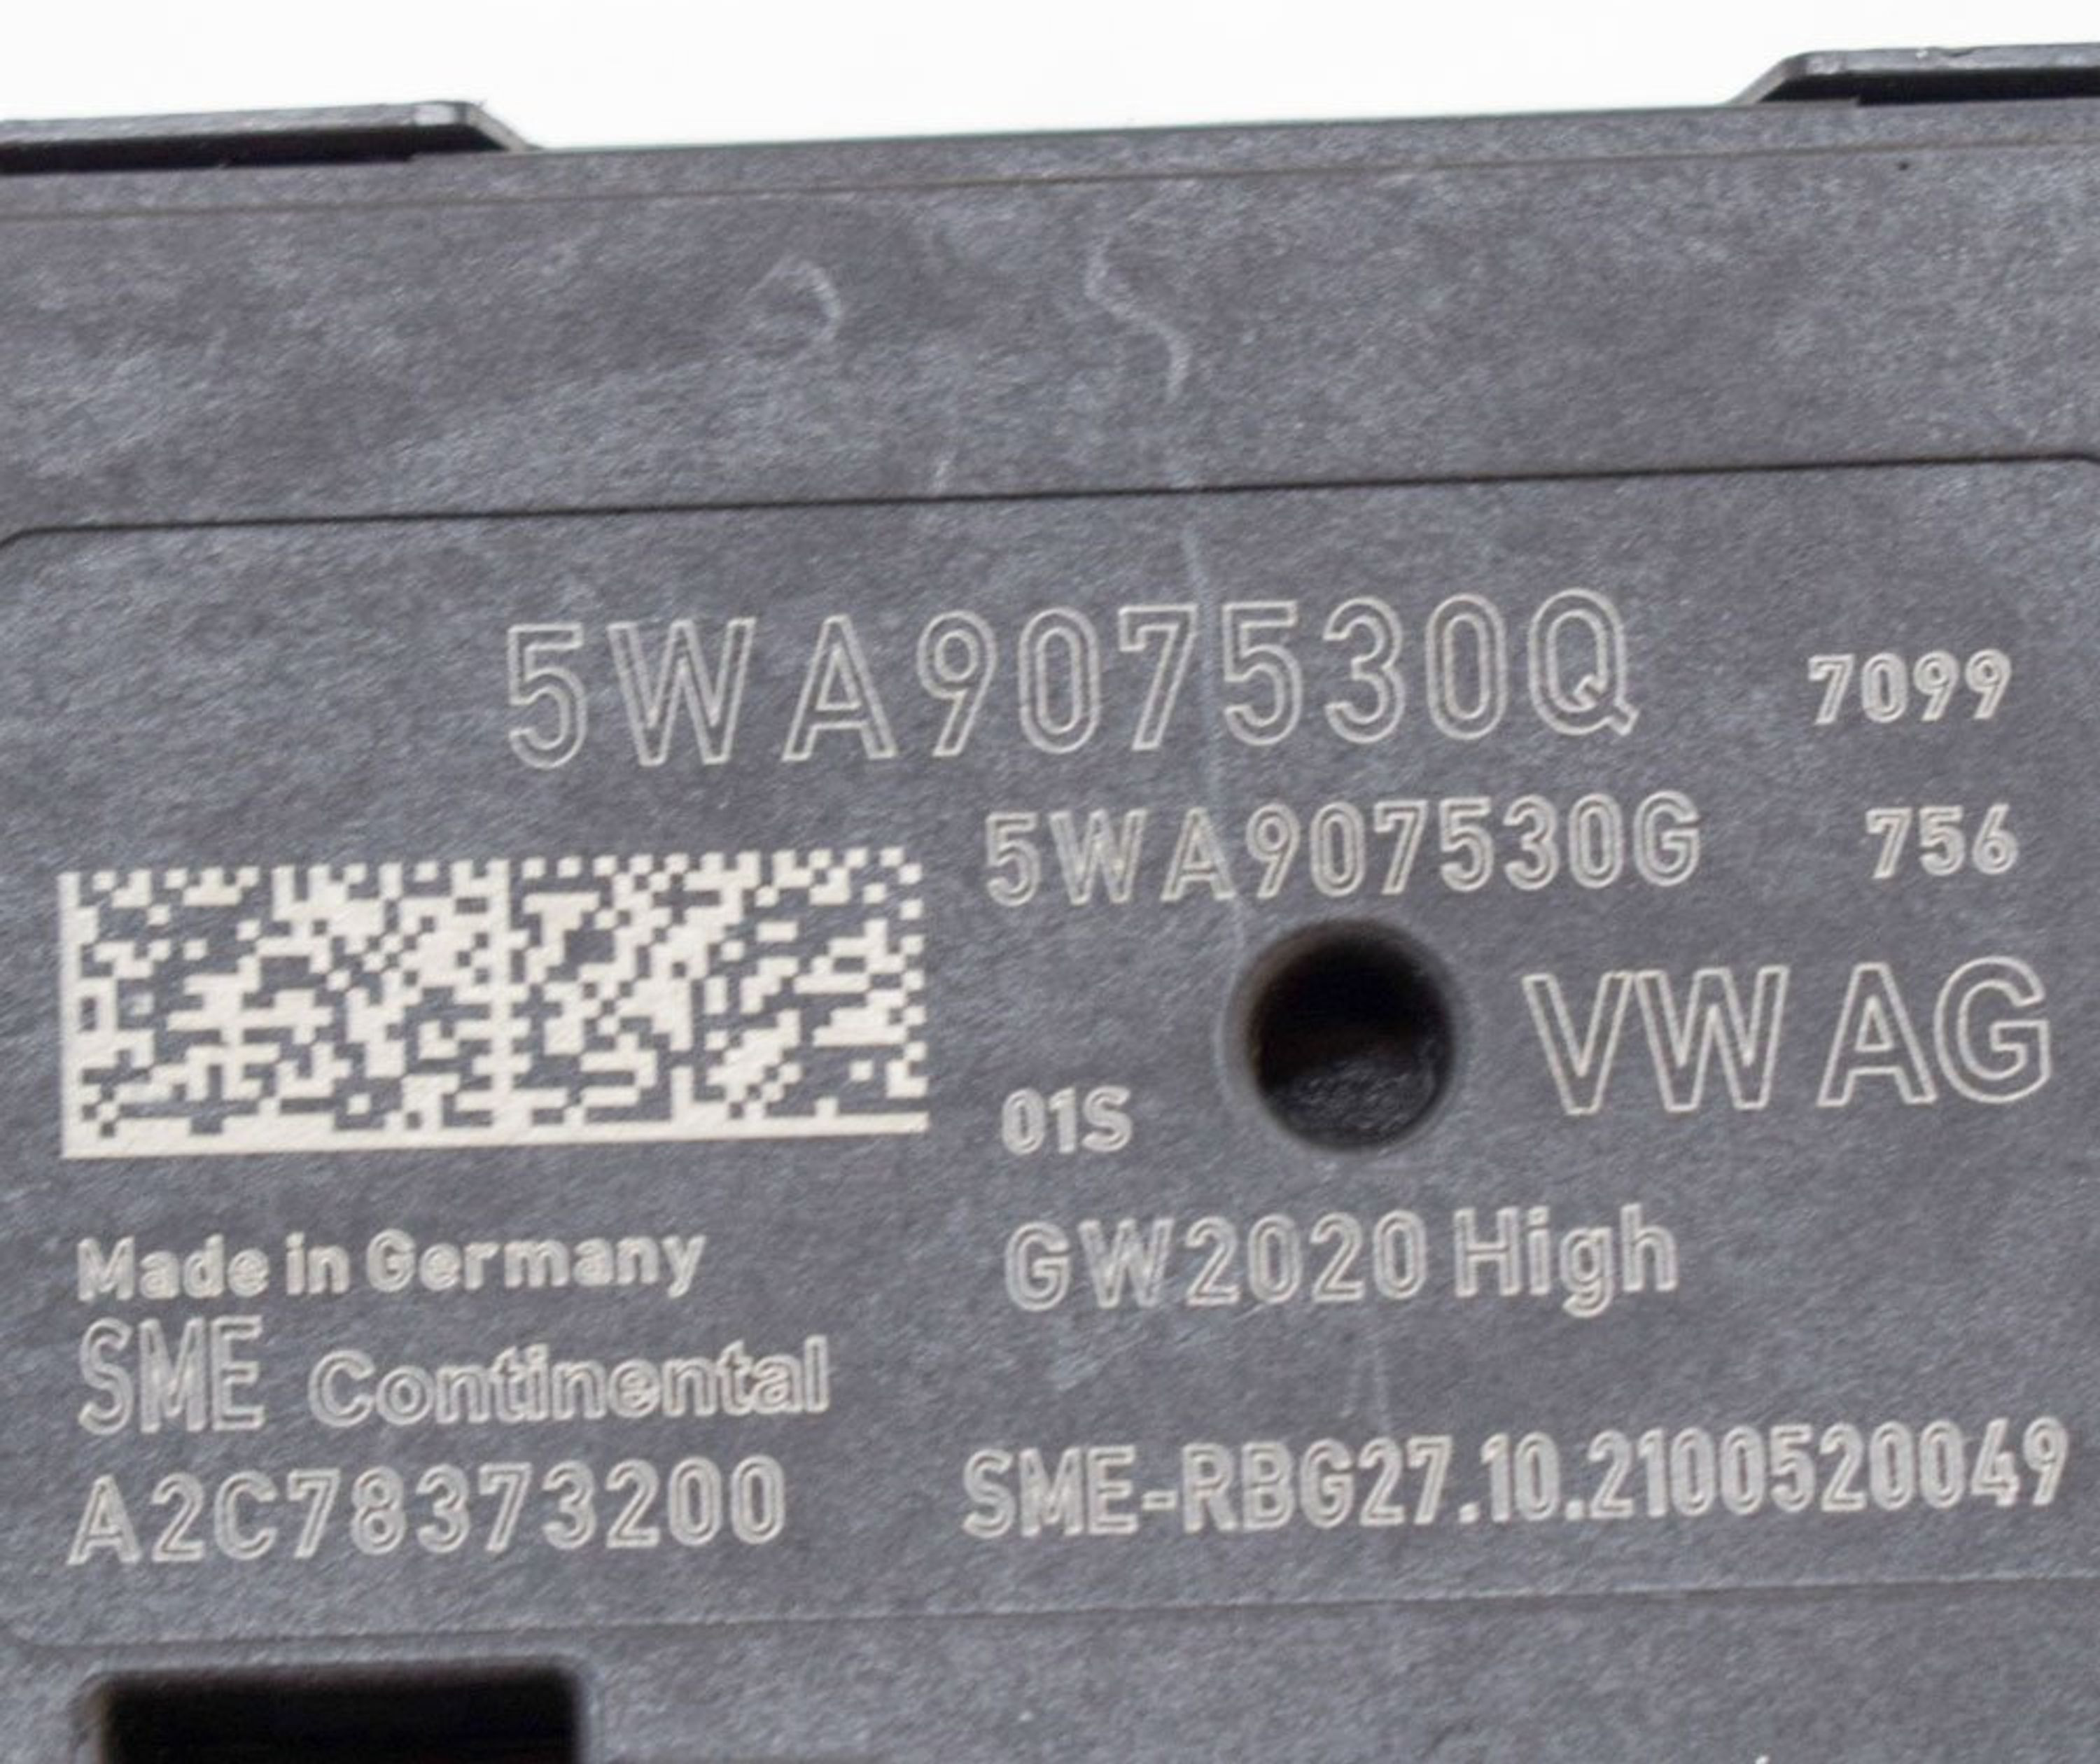 5WA907530Q 7099
5WA907530G 756
VW AG
01S
Made in Germany
GW2020 High
SME Continental
A2C78373200 SME-RBG27.10.2100520049